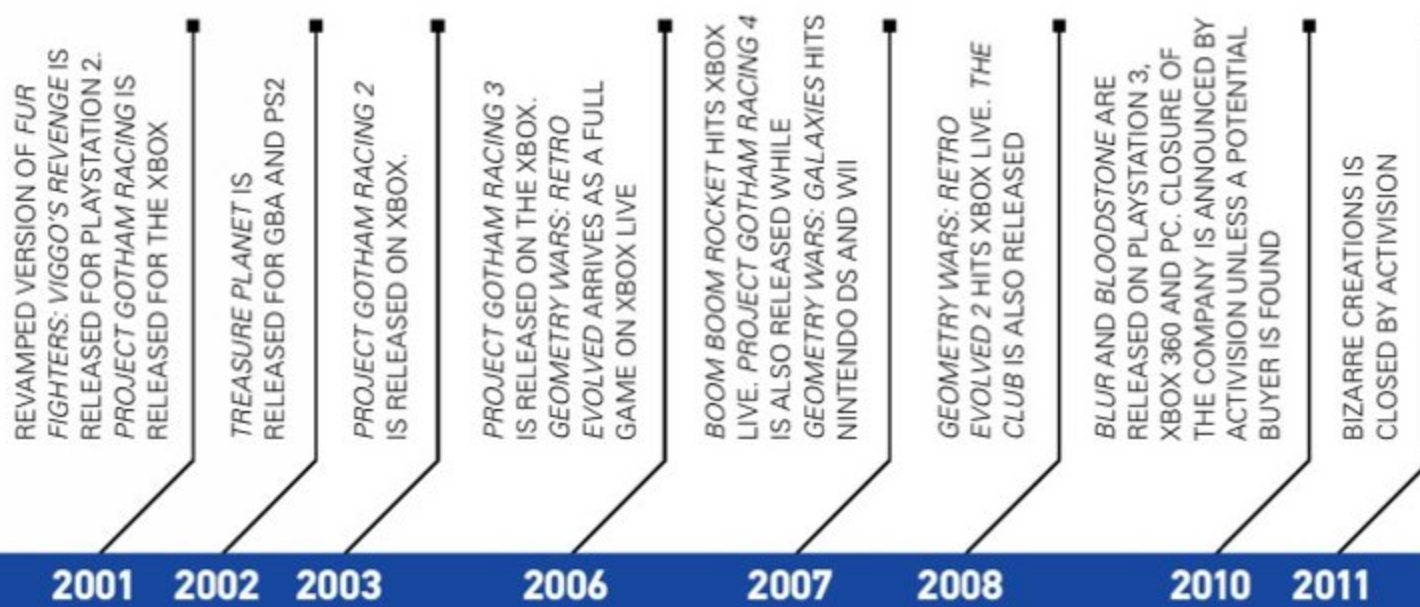 REVAMPED VERSION OF FUR
FIGHTERS: VIGGO'S REVENGE IS
RELEASED FOR PLAYSTATION 2.
PROJECT GOTHAM RACING IS
RELEASED FOR THE XBOX
2001
TREASURE PLANET IS
RELEASED FOR GBA AND PS2
2002
PROJECT GOTHAM RACING 2
IS RELEASED ON XBOX.
2003
PROJECT GOTHAM RACING 3
IS RELEASED ON THE XBOX.
GEOMETRY WARS: RETRO
EVOLVED ARRIVES AS A FULL
GAME ON XBOX LIVE
2006
BOOM BOOM ROCKET HITS XBOX
LIVE. PROJECT GOTHAM RACING 4
IS ALSO RELEASED WHILE
GEOMETRY WARS: GALAXIES HITS
NINTENDO DS AND WII
2007
GEOMETRY WARS: RETRO
EVOLVED 2 HITS XBOX LIVE. THE
CLUB IS ALSO RELEASED
2008
BLUR AND BLOODSTONE ARE
RELEASED ON PLAYSTATION 3,
XBOX 360 AND PC. CLOSURE OF
THE COMPANY IS ANNOUNCED BY
ACTIVISION UNLESS A POTENTIAL
BUYER IS FOUND
2010
BIZARRE CREATIONS IS
CLOSED BY ACTIVISION
2011